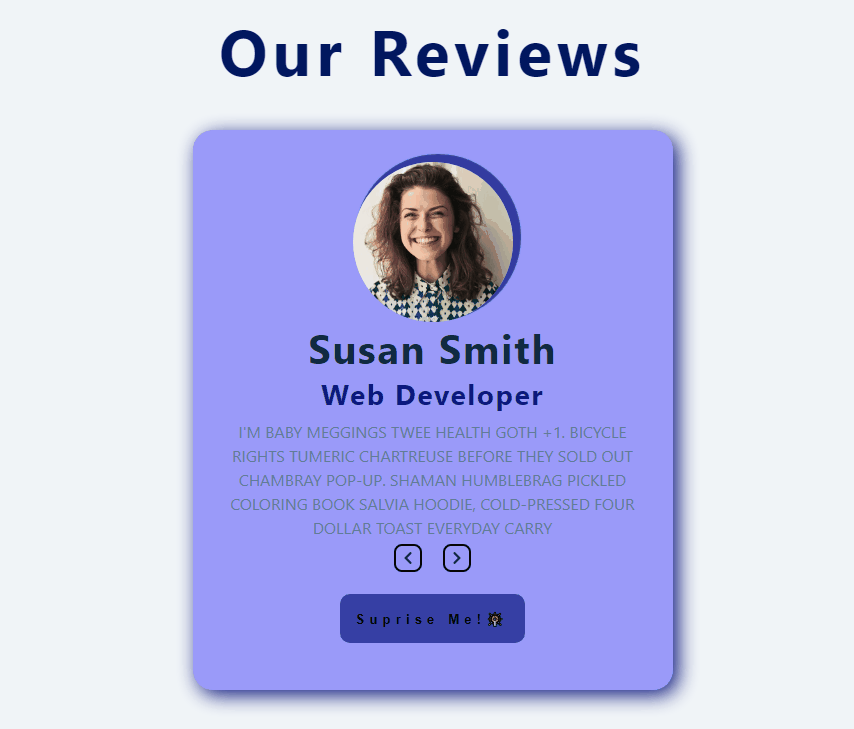 Our Reviews
Susan Smith
Web Developer
I'M BABY MEGGINGS TWEE HEALTH GOTH +1. BICYCLE
RIGHTS TUMERIC CHARTREUSE BEFORE THEY SOLD OUT
CHAMBRAY POP-UP. SHAMAN HUMBLEBRAG PICKLED
COLORING BOOK SALVIA HOODIE, COLD-PRESSED FOUR
DOLLAR TOAST EVERYDAY CARRY
Suprise Me!